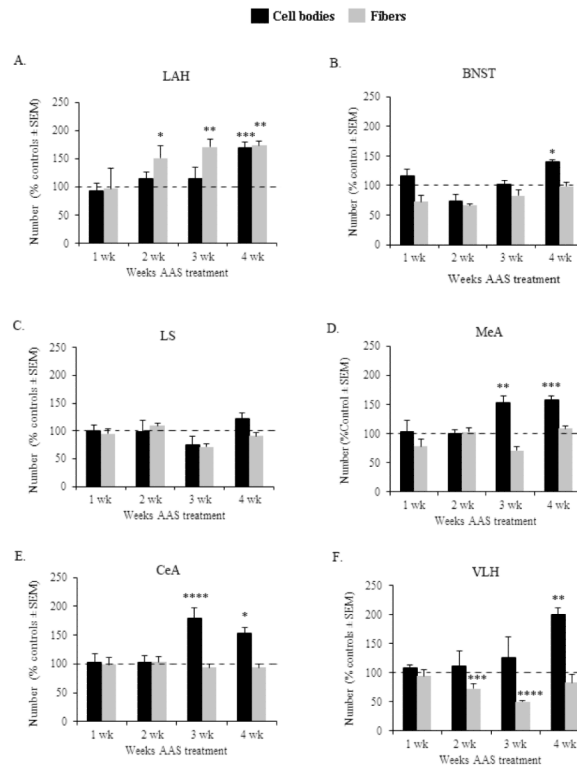 Cell bodies Fibers
A.
LAH
Number (% controls ± SEM)
250
200
150
100
50
0
* ** *** **
1 wk 2 wk 3 wk 4 wk
Weeks AAS treatment
B.
BNST
Number (% control ± SEM)
250
200
150
100
50
0
*
1 wk 2 wk 3 wk 4 wk
Weeks AAS treatment
C.
LS
Number (% controls ± SEM)
250
200
150
100
50
0
1 wk 2 wk 3 wk 4 wk
Weeks AAS treatment
D.
MeA
Number (%Control ± SEM)
250
200
150
100
50
0
** ***
1 wk 2 wk 3 wk 4 wk
Weeks AAS treatment
E.
CeA
Number (% controls ± SEM)
250
200
150
100
50
0
**** *
1 wk 2 wk 3 wk 4 wk
Weeks AAS treatment
F.
VLH
Number (% controls ± SEM)
250
200
150
100
50
0
*** **** **
1 wk 2 wk 3 wk 4 wk
Weeks AAS treatment